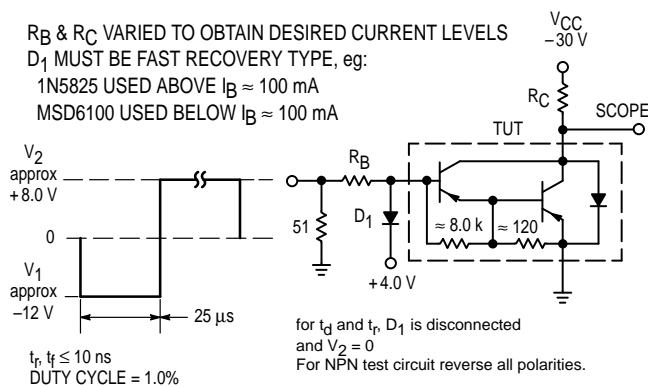 RB & RC VARIED TO OBTAIN DESIRED CURRENT LEVELS
D1 MUST BE FAST RECOVERY TYPE, eg:
1N5825 USED ABOVE IB ≈ 100 mA
MSD6100 USED BELOW IB ≈ 100 mA
VCC
−30 V
RC
SCOPE
TUT
V2
approx
+8.0 V
0
V1
approx
−12 V
25 µs
RB
51
D1
+4.0 V
≈ 8.0 k
≈ 120
tr, tf ≤ 10 ns
DUTY CYCLE = 1.0%
for td and tr, D1 is disconnected
and V2 = 0
For NPN test circuit reverse all polarities.